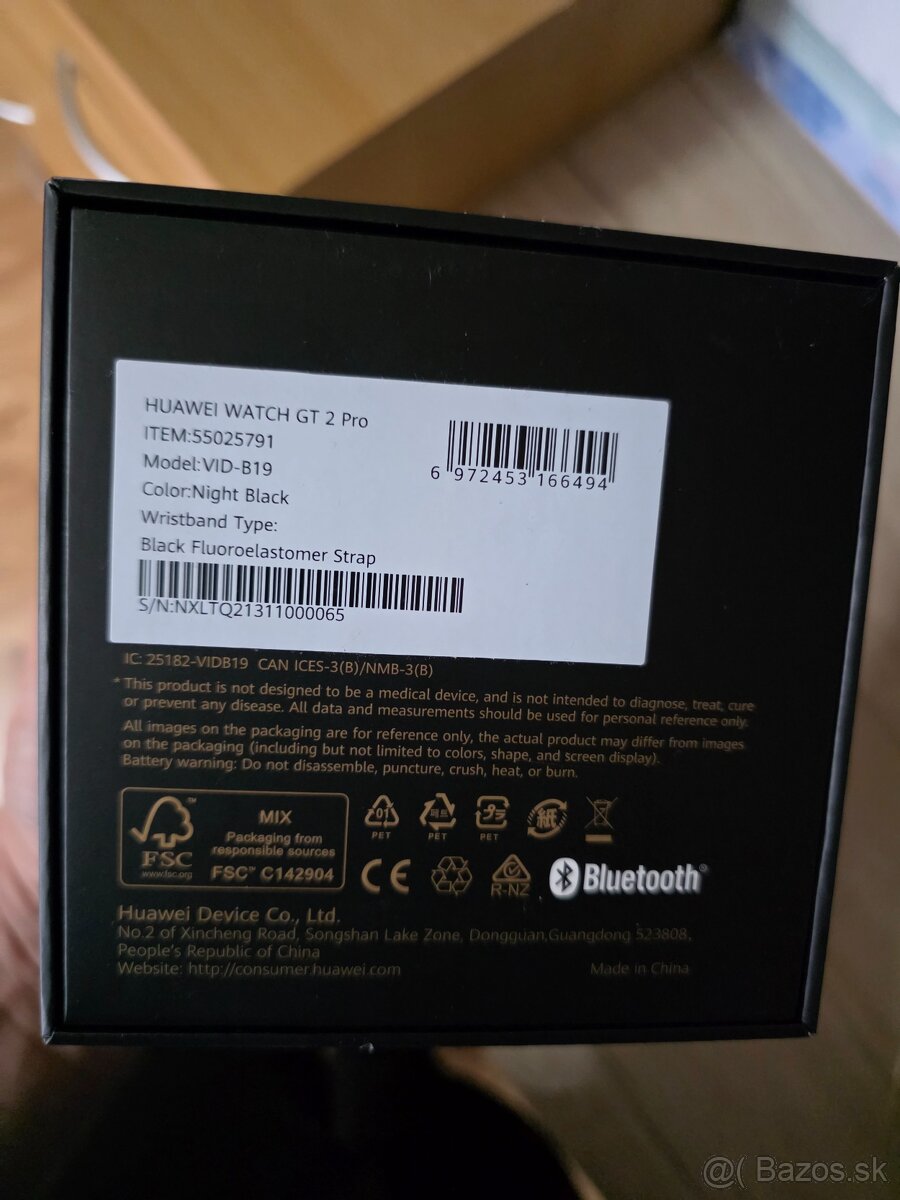 HUAWEI WATCH GT 2 Pro
ITEM:55025791
Model:VID-B19
Color:Night Black
Wristband Type:
Black Fluoroelastomer Strap
S/N:NXLTQ21311000065
6 972453 166494
IC: 25182-VIDB19 CAN ICES-3(B)/NMB-3(B)
*This product is not designed to be a medical device, and is not intended to diagnose, treat, cure
or prevent any disease. All data and measurements should be used for personal reference only.
All images on the packaging are for reference only, the actual product may differ from images
on the packaging (including but not limited to colors, shape, and screen display).
Battery warning: Do not disassemble, puncture, crush, heat, or burn.
FSC
www.fsc.org
MIX
Packaging from
responsible sources
FSC™ C142904
01
PET
페트
PET
プラ
PET
紙
CE
R-NZ
Bluetooth®
Huawei Device Co., Ltd.
No.2 of Xincheng Road, Songshan Lake Zone, Dongguan,Guangdong 523808,
People's Republic of China
Website: http://consumer.huawei.com
Made in China
@( Bazos.sk